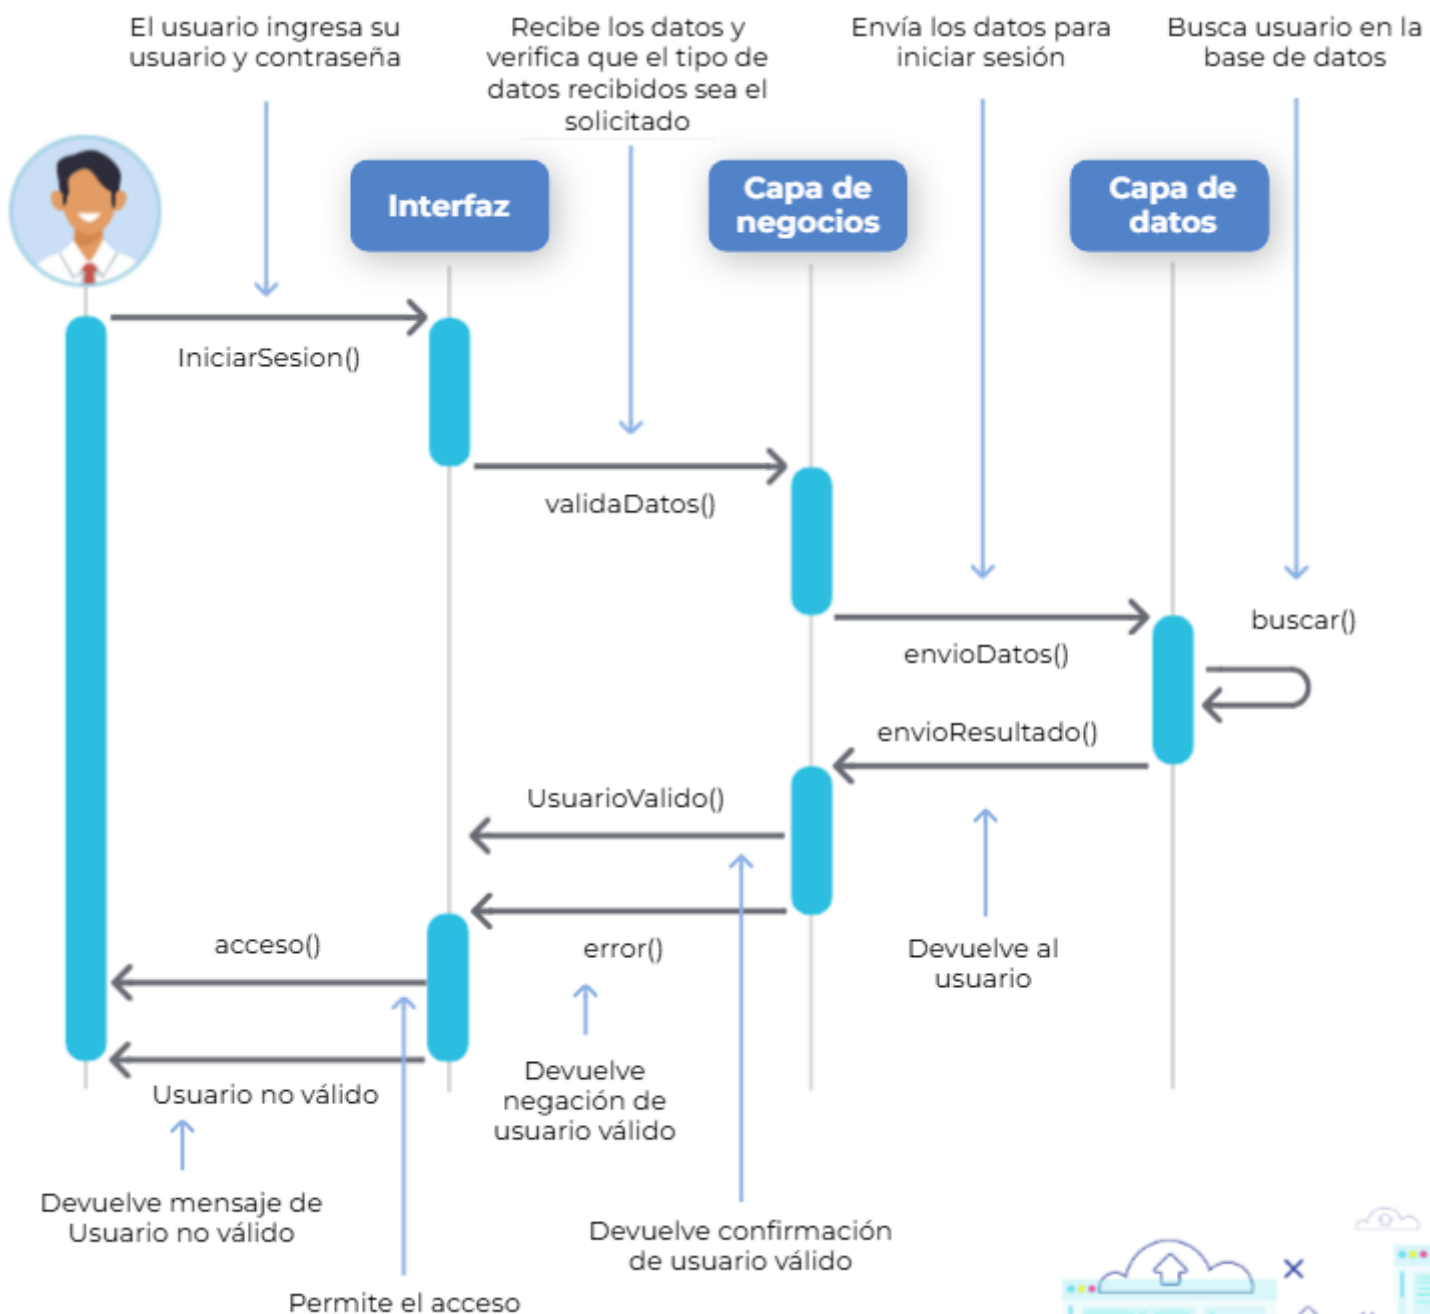 El usuario ingresa su
usuario y contraseña
Recibe los datos y
verifica que el tipo de
datos recibidos sea el
solicitado
Envía los datos para
iniciar sesión
Busca usuario en la
base de datos
Interfaz
Capa de
negocios
Capa de
datos
IniciarSesion()
validaDatos()
envioDatos()
buscar()
envioResultado()
UsuarioValido()
acceso()
error()
Devuelve al
usuario
Usuario no válido
Devuelve
negación de
usuario válido
Devuelve mensaje de
Usuario no válido
Devuelve confirmación
de usuario válido
Permite el acceso